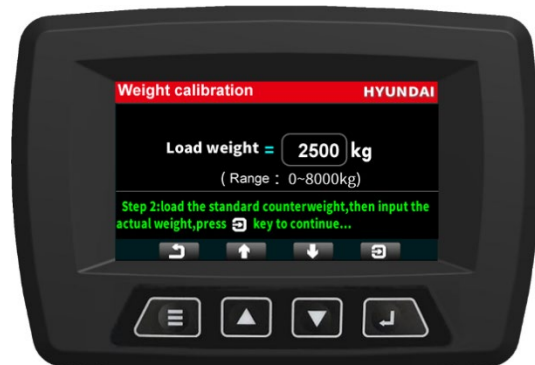 Weight calibration HYUNDAI
Load weight = 2500 kg
( Range : 0~8000kg)
Step 2:load the standard counterweight,then input the
actual weight,press key to continue...